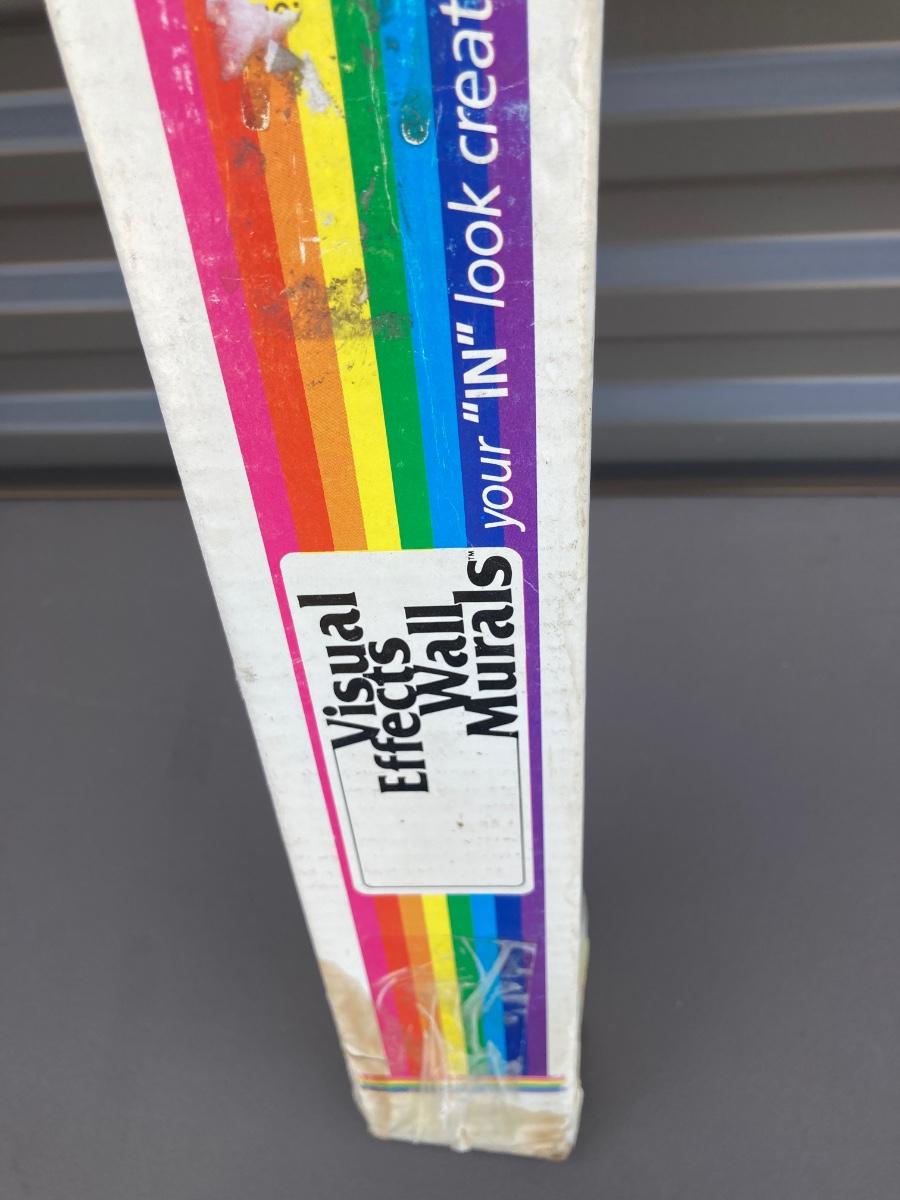 Visual
Effects
Wall
Murals™
your "IN" look creat